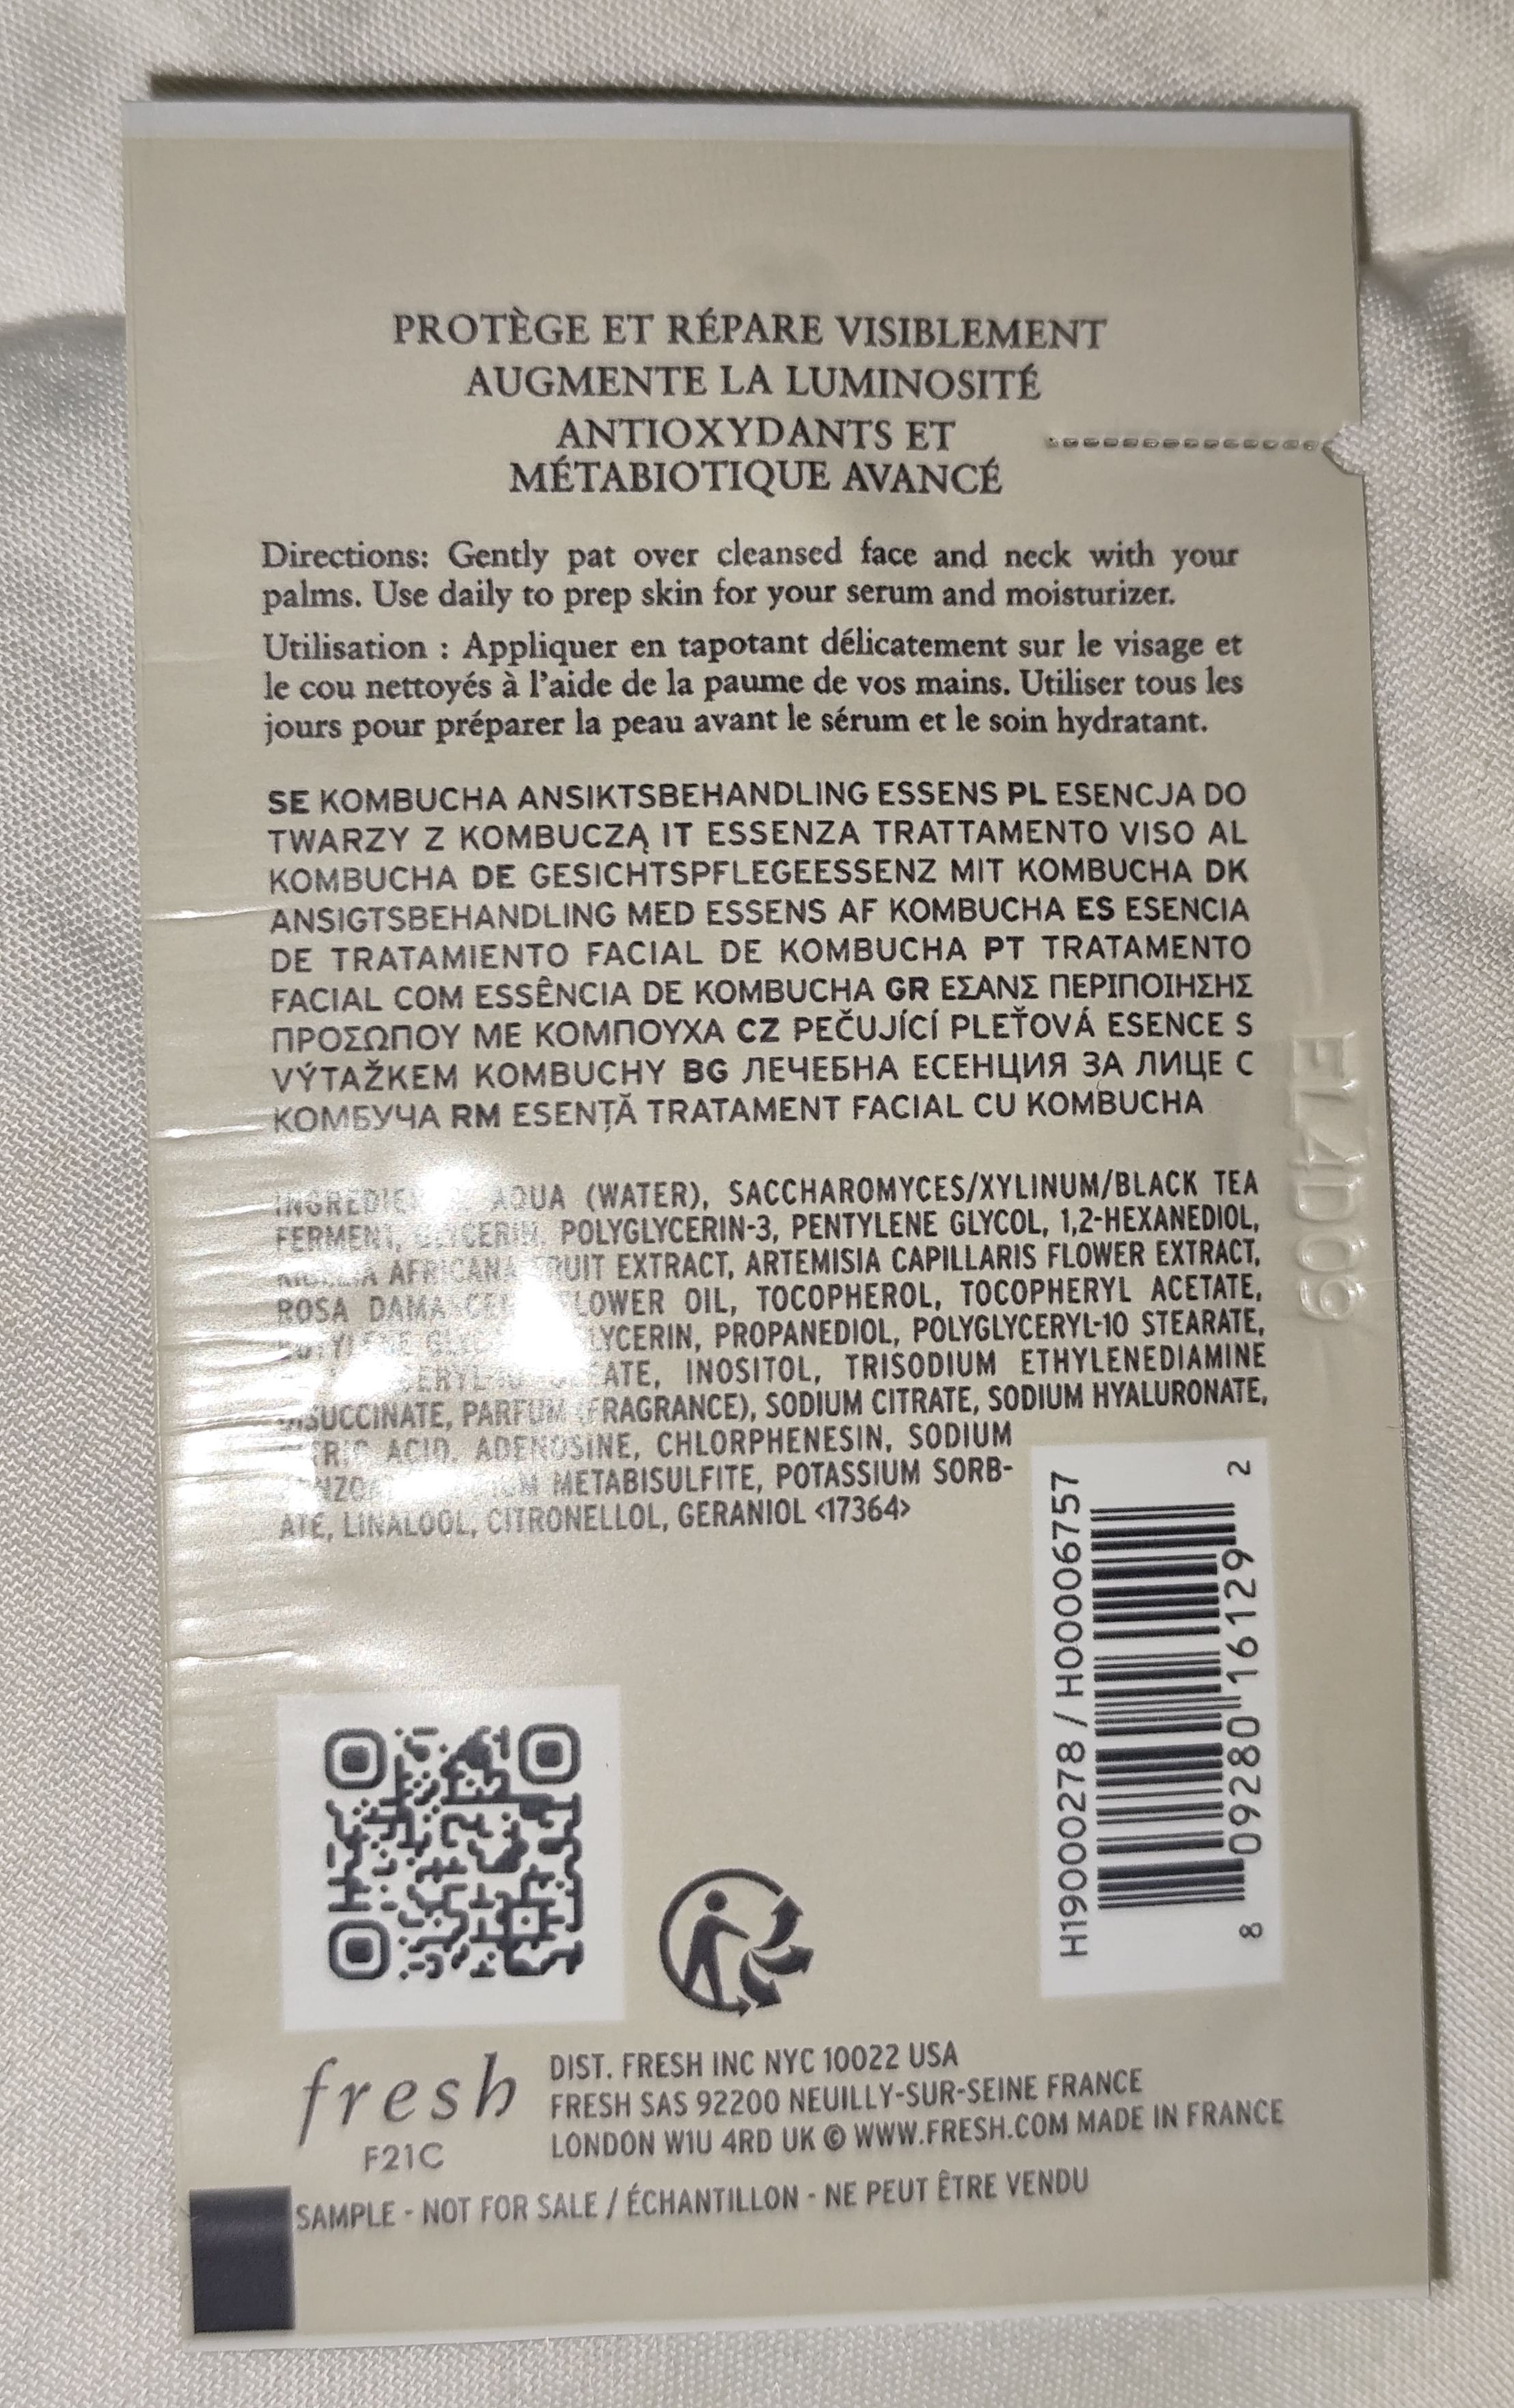 PROTÈGE ET RÉPARE VISIBLEMENT
AUGMENTE LA LUMINOSITÉ
ANTIOXYDANTS ET
MÉTABIOTIQUE AVANCÉ
Directions: Gently pat over cleansed face and neck with your
palms. Use daily to prep skin for your serum and moisturizer.
Utilisation : Appliquer en tapotant délicatement sur le visage et
le cou nettoyés à l’aide de la paume de vos mains. Utiliser tous les
jours pour préparer la peau avant le sérum et le soin hydratant.
SE KOMBUCHA ANSIKTSBEHANDLING ESSENS PL ESENCJA DO
TWARZY Z KOMBUCZĄ IT ESSENZA TRATTAMENTO VISO AL
KOMBUCHA DE GESICHTSPFLEGEESSENZ MIT KOMBUCHA DK
ANSIGTSBEHANDLING MED ESSENS AF KOMBUCHA ES ESENCIA
DE TRATAMIENTO FACIAL DE KOMBUCHA PT TRATAMENTO
FACIAL COM ESSÊNCIA DE KOMBUCHA GR ΕΣΑΝΣ ΠΕΡΙΠΟΙΗΣΗΣ
ΠΡΟΣΩΠΟΥ ΜΕ ΚΟΜΠΟΥΧΑ CZ PEČUJÍCÍ PLEŤOVÁ ESENCE S
VÝTAŽKEM KOMBUCHY BG ЛЕЧЕБНА ЕСЕНЦИЯ ЗА ЛИЦЕ С
КОМБУЧА RM ESENȚĂ TRATAMENT FACIAL CU KOMBUCHA
AQUA (WATER), SACCHAROMYCES/XYLINUM/BLACK TEA
FERMENT, GLYCERIN, POLYGLYCERIN-3, PENTYLENE GLYCOL, 1,2-HEXANEDIOL,
AFRICANA FRUIT EXTRACT, ARTEMISIA CAPILLARIS FLOWER EXTRACT,
ROSA DAMASCENA FLOWER OIL, TOCOPHEROL, TOCOPHERYL ACETATE,
PROPANEDIOL, POLYGLYCERYL-10 STEARATE,
INOSITOL, TRISODIUM ETHYLENEDIAMINE
DISUCCINATE, PARFUM (FRAGRANCE), SODIUM CITRATE, SODIUM HYALURONATE,
CITRIC ACID, ADENOSINE, CHLORPHENESIN, SODIUM
METABISULFITE, POTASSIUM SORB-
ATE, LINALOOL, CITRONELLOL, GERANIOL <17364>
EL4D09
H19000278 / H00006757
8 09280 16129 2
fresh
F21C
DIST. FRESH INC NYC 10022 USA
FRESH SAS 92200 NEUILLY-SUR-SEINE FRANCE
LONDON W1U 4RD UK © WWW.FRESH.COM MADE IN FRANCE
SAMPLE - NOT FOR SALE / ÉCHANTILLON - NE PEUT ÊTRE VENDU